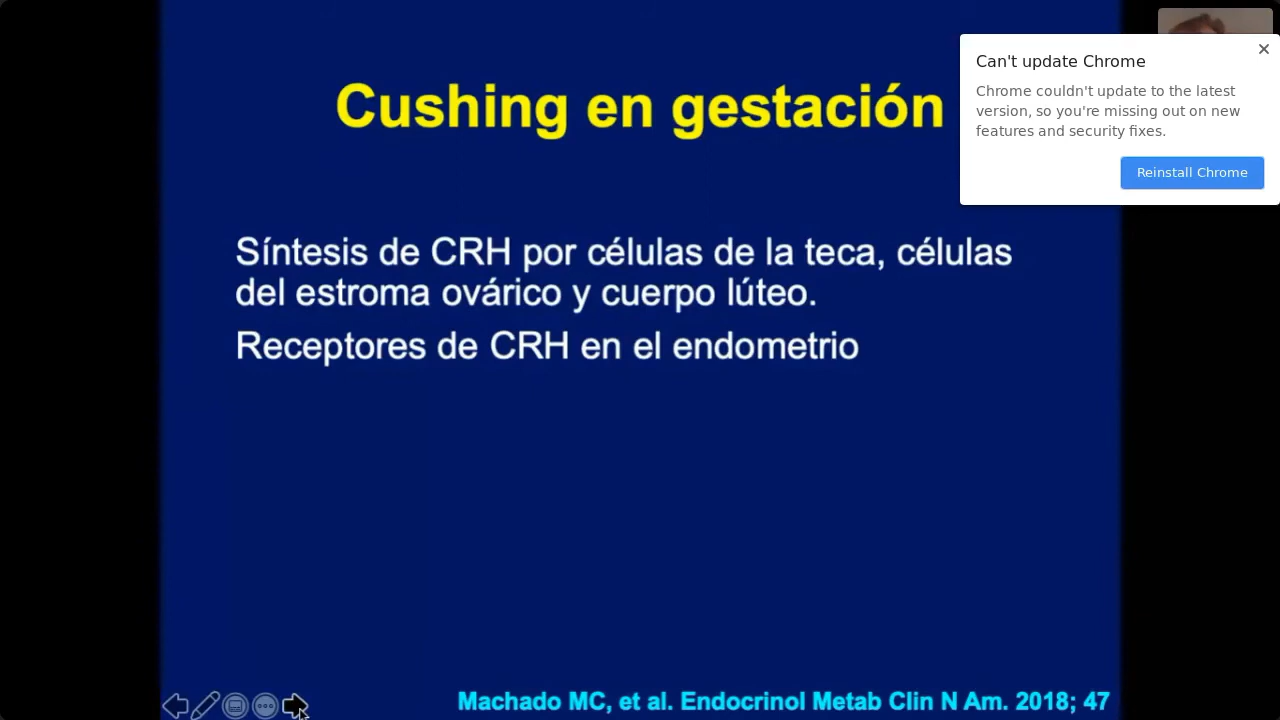 Cushing en gestación
Síntesis de CRH por células de la teca, células
del estroma ovárico y cuerpo lúteo.
Receptores de CRH en el endometrio
Machado MC, et al. Endocrinol Metab Clin N Am. 2018; 47
Can't update Chrome
Chrome couldn't update to the latest
version, so you're missing out on new
features and security fixes.
Reinstall Chrome